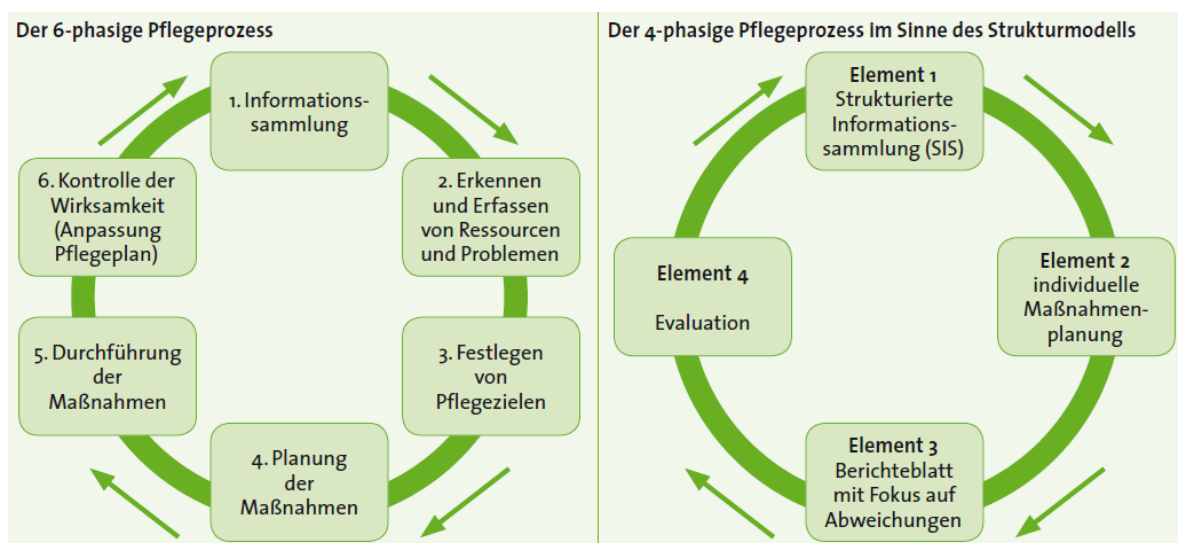 Der 6-phasige Pflegeprozess
1. Informations-
sammlung
2. Erkennen
und Erfassen
von Ressourcen
und Problemen
3. Festlegen
von
Pflegezielen
4. Planung
der
Maßnahmen
5. Durchführung
der
Maßnahmen
6. Kontrolle der
Wirksamkeit
(Anpassung
Pflegeplan)
Der 4-phasige Pflegeprozess im Sinne des Strukturmodells
Element 1
Strukturierte
Informations-
sammlung (SIS)
Element 2
individuelle
Maßnahmen-
planung
Element 3
Berichteblatt
mit Fokus auf
Abweichungen
Element 4
Evaluation